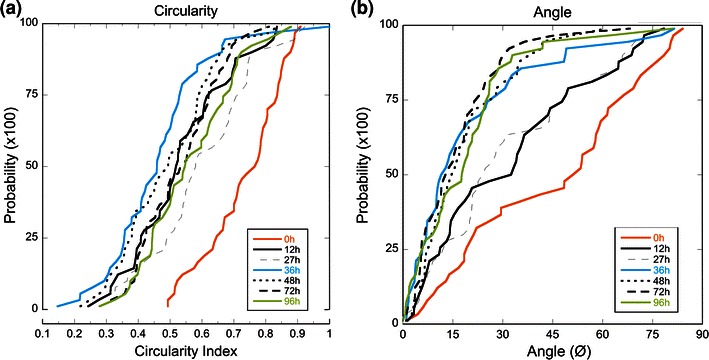 (a)
Circularity
Probability (x100)
100
75
50
25
0
0.1 0.2 0.3 0.4 0.5 0.6 0.7 0.8 0.9 1
Circularity Index
0h
12h
27h
36h
48h
72h
96h
(b)
Angle
Probability (x100)
100
75
50
25
0
0 15 30 45 60 75 90
Angle (Ø)
0h
12h
27h
36h
48h
72h
96h